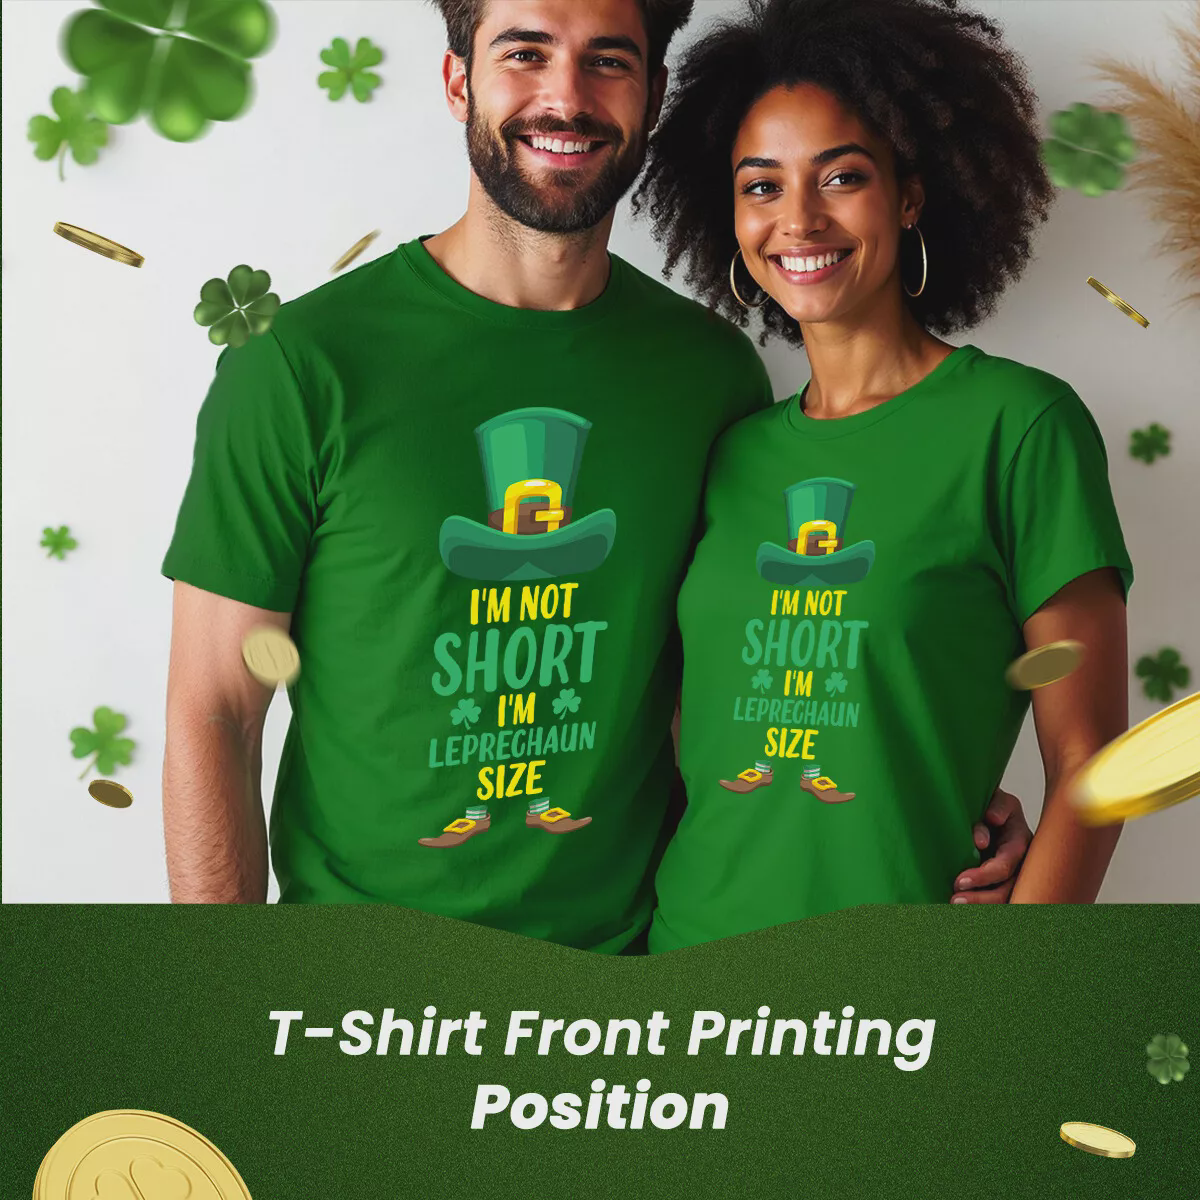 I'M NOT
SHORT
I'M
LEPRECHAUN
SIZE
I'M NOT
SHORT
I'M
LEPRECHAUN
SIZE
T-Shirt Front Printing
Position